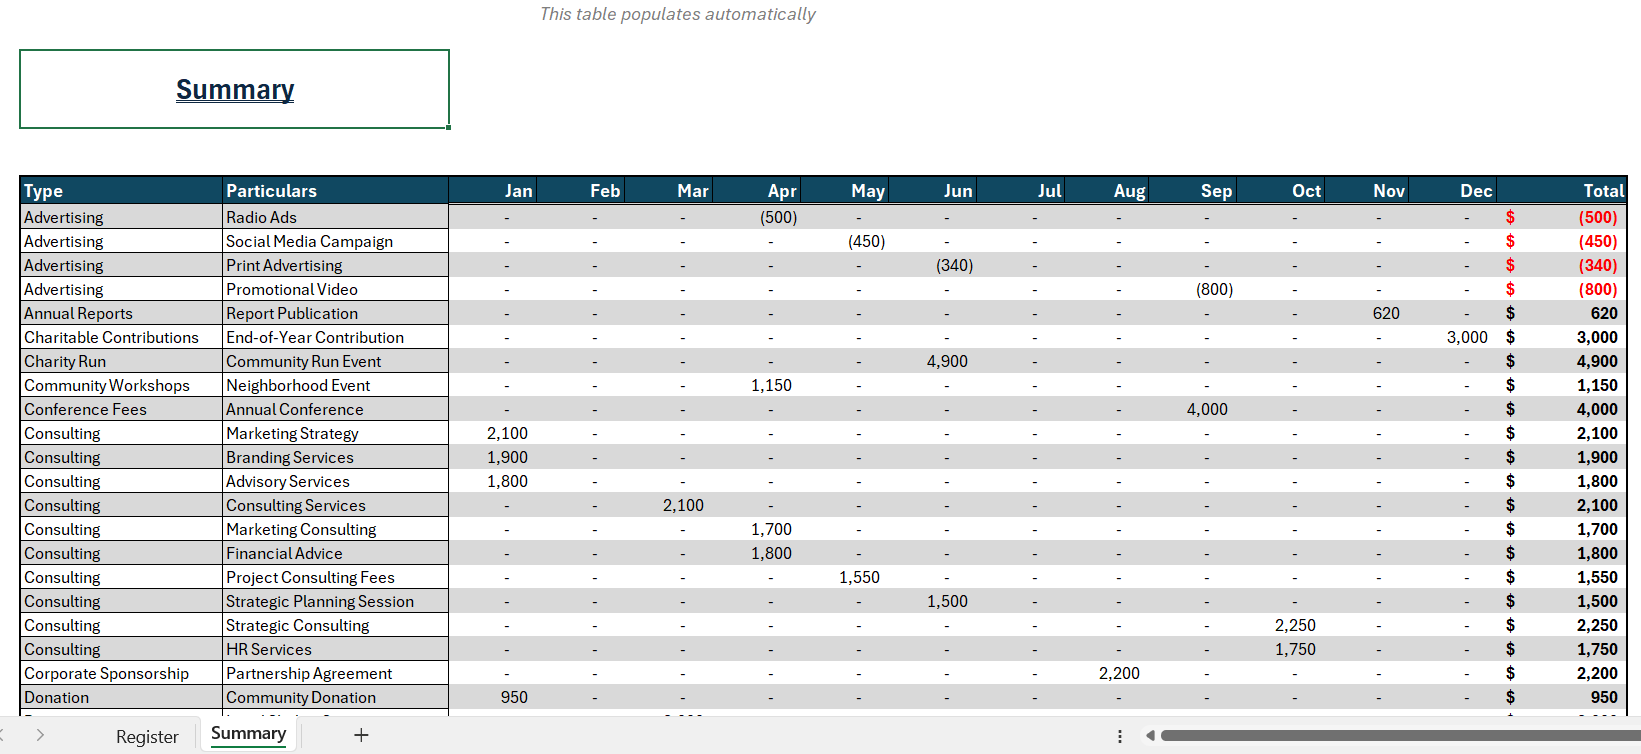 This table populates automatically
Summary
Type Particulars Jan Feb Mar Apr May Jun Jul Aug Sep Oct Nov Dec Total
Advertising Radio Ads - - - (500) - - - - - - - - $ (500)
Advertising Social Media Campaign - - - - (450) - - - - - - - $ (450)
Advertising Print Advertising - - - - - (340) - - - - - - $ (340)
Advertising Promotional Video - - - - - - - - (800) - - - $ (800)
Annual Reports Report Publication - - - - - - - - - - 620 - $ 620
Charitable Contributions End-of-Year Contribution - - - - - - - - - - - 3,000 $ 3,000
Charity Run Community Run Event - - - - - 4,900 - - - - - - $ 4,900
Community Workshops Neighborhood Event - - - 1,150 - - - - - - - - $ 1,150
Conference Fees Annual Conference - - - - - - - - 4,000 - - - $ 4,000
Consulting Marketing Strategy 2,100 - - - - - - - - - - - $ 2,100
Consulting Branding Services 1,900 - - - - - - - - - - - $ 1,900
Consulting Advisory Services 1,800 - - - - - - - - - - - $ 1,800
Consulting Consulting Services - - 2,100 - - - - - - - - - $ 2,100
Consulting Marketing Consulting - - - 1,700 - - - - - - - - $ 1,700
Consulting Financial Advice - - - 1,800 - - - - - - - - $ 1,800
Consulting Project Consulting Fees - - - - 1,550 - - - - - - - $ 1,550
Consulting Strategic Planning Session - - - - - 1,500 - - - - - - $ 1,500
Consulting Strategic Consulting - - - - - - - - - 2,250 - - $ 2,250
Consulting HR Services - - - - - - - - - 1,750 - - $ 1,750
Corporate Sponsorship Partnership Agreement - - - - - - - 2,200 - - - - $ 2,200
Donation Community Donation 950 - - - - - - - - - - - $ 950
Register Summary